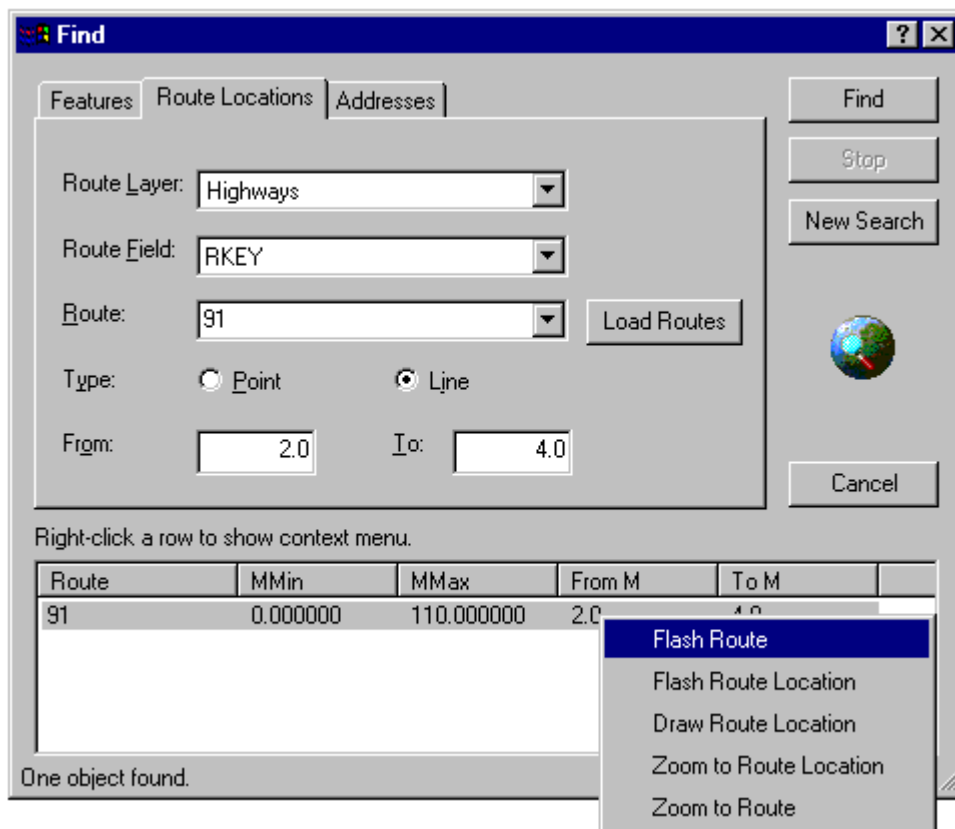 Find
Features Route Locations Addresses
Find
Stop
New Search
Cancel
Route Layer: Highways
Route Field: RKEY
Route: 91 Load Routes
Type: Point Line
From: 2.0 To: 4.0
Right-click a row to show context menu.
Route MMin MMax From M To M
91 0.000000 110.000000 2.0 4.0
Flash Route
Flash Route Location
Draw Route Location
Zoom to Route Location
Zoom to Route
One object found.